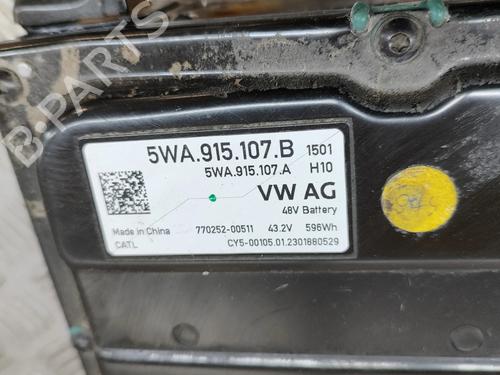 B-PARTS
5WA.915.107.B 1501
5WA.915.107.A H10
VW AG
48V Battery
Made in China 770252-00511 43.2V 596Wh
CATL CY5-00105.01.2301680529